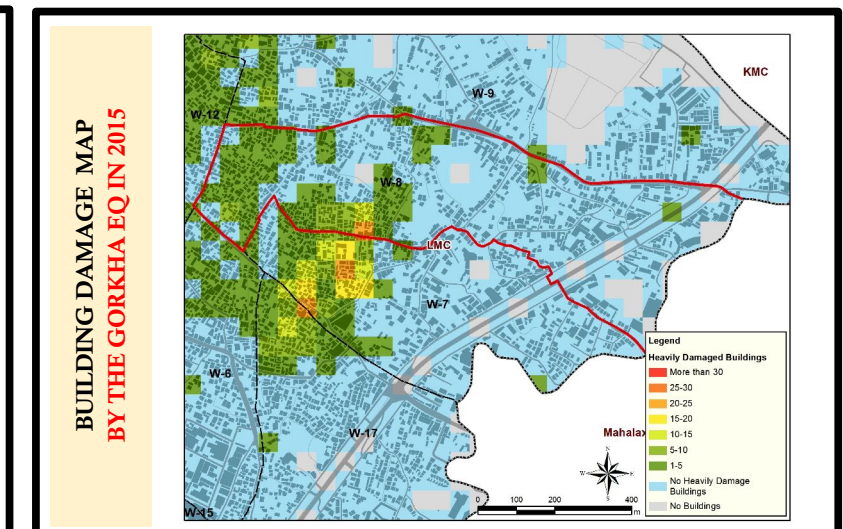 BUILDING DAMAGE MAP
BY THE GORKHA EQ IN 2015
KMC
W-9
W-12
W-8
LMC
W-7
W-6
W-17
W-15
Mahalax
N
W
E
S
0 100 200 400
m
Legend
Heavily Damaged Buildings
More than 30
25-30
20-25
15-20
10-15
5-10
1-5
No Heavily Damage
Buildings
No Buildings